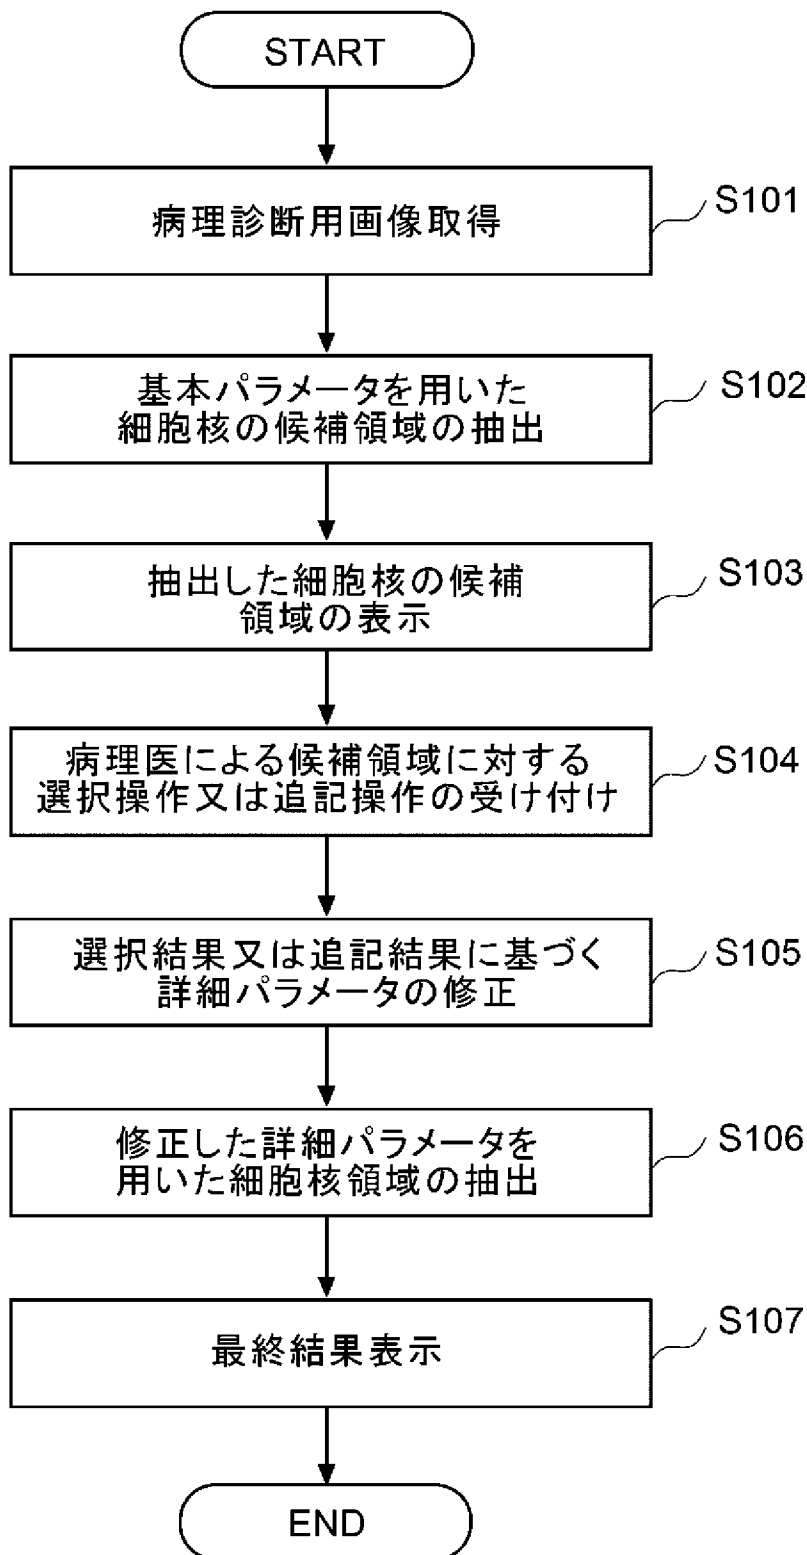 START
病理診断用画像取得
S101
基本パラメータを用いた
細胞核の候補領域の抽出
S102
抽出した細胞核の候補
領域の表示
S103
病理医による候補領域に対する
選択操作又は追記操作の受け付け
S104
選択結果又は追記結果に基づく
詳細パラメータの修正
S105
修正した詳細パラメータを
用いた細胞核領域の抽出
S106
最終結果表示
S107
END